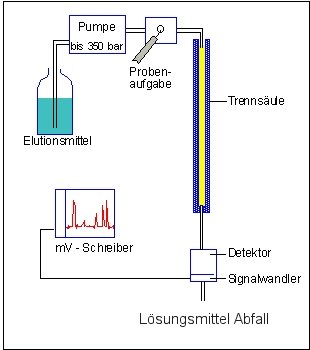 Pumpe
bis 350 bar
Proben-
aufgabe
Elutionsmittel
Trennsäule
mV - Schreiber
Detektor
Signalwandler
Lösungsmittel Abfall